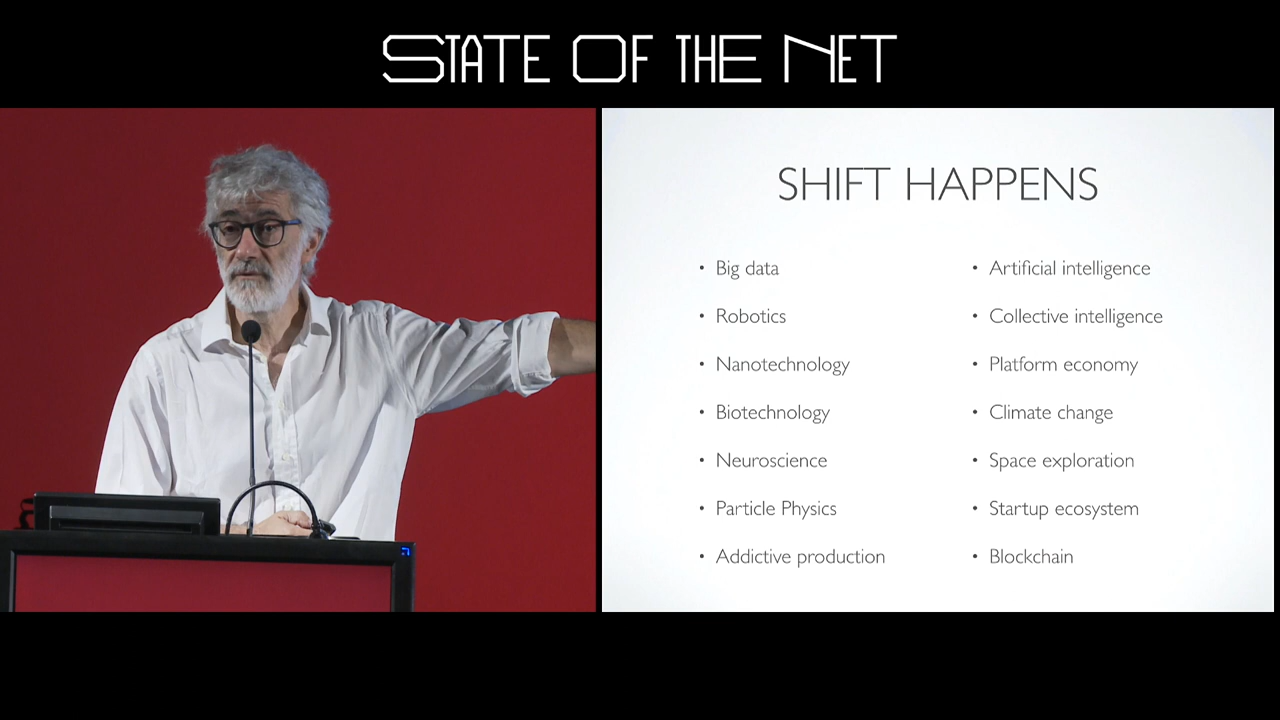 STATE OF THE NET
SHIFT HAPPENS
• Big data
• Robotics
• Nanotechnology
• Biotechnology
• Neuroscience
• Particle Physics
• Addictive production
• Artificial intelligence
• Collective intelligence
• Platform economy
• Climate change
• Space exploration
• Startup ecosystem
• Blockchain